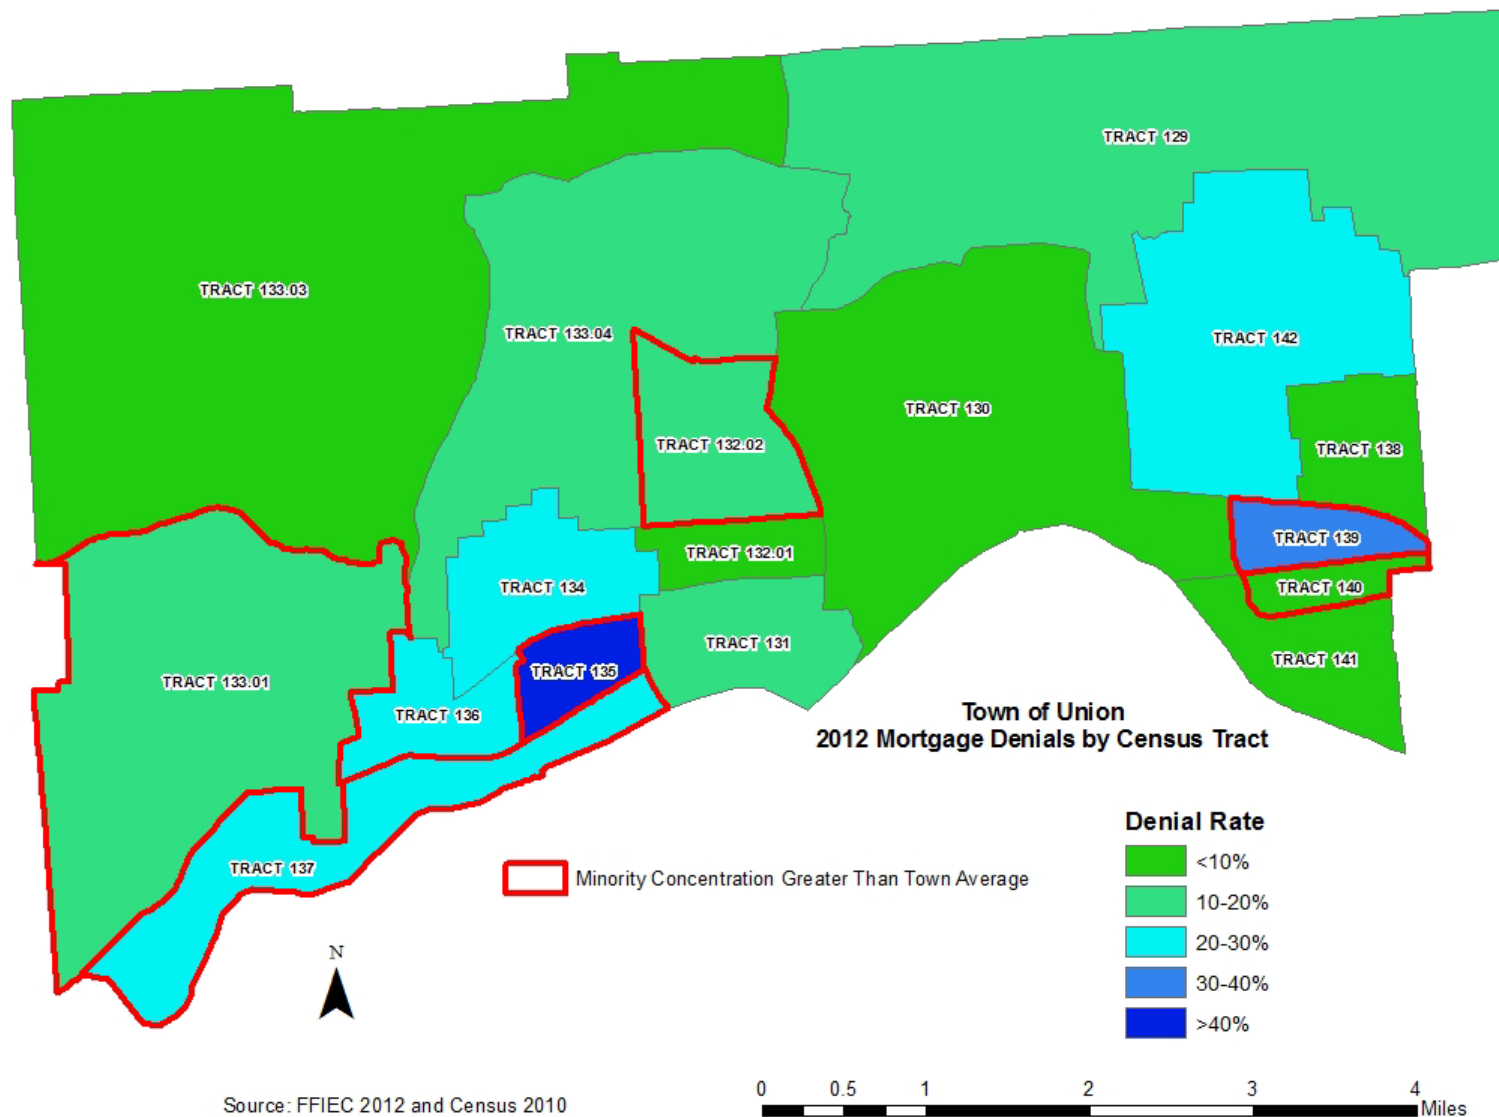 TRACT 129
TRACT 133.03
TRACT 133.04
TRACT 142
TRACT 130
TRACT 132.02
TRACT 138
TRACT 139
TRACT 132.01
TRACT 134
TRACT 140
TRACT 131
TRACT 135
TRACT 141
TRACT 133.01
TRACT 136
TRACT 137
Town of Union
2012 Mortgage Denials by Census Tract
Denial Rate
<10%
10-20%
20-30%
30-40%
>40%
Minority Concentration Greater Than Town Average
N
Source: FFIEC 2012 and Census 2010
0 0.5 1 2 3 4
Miles